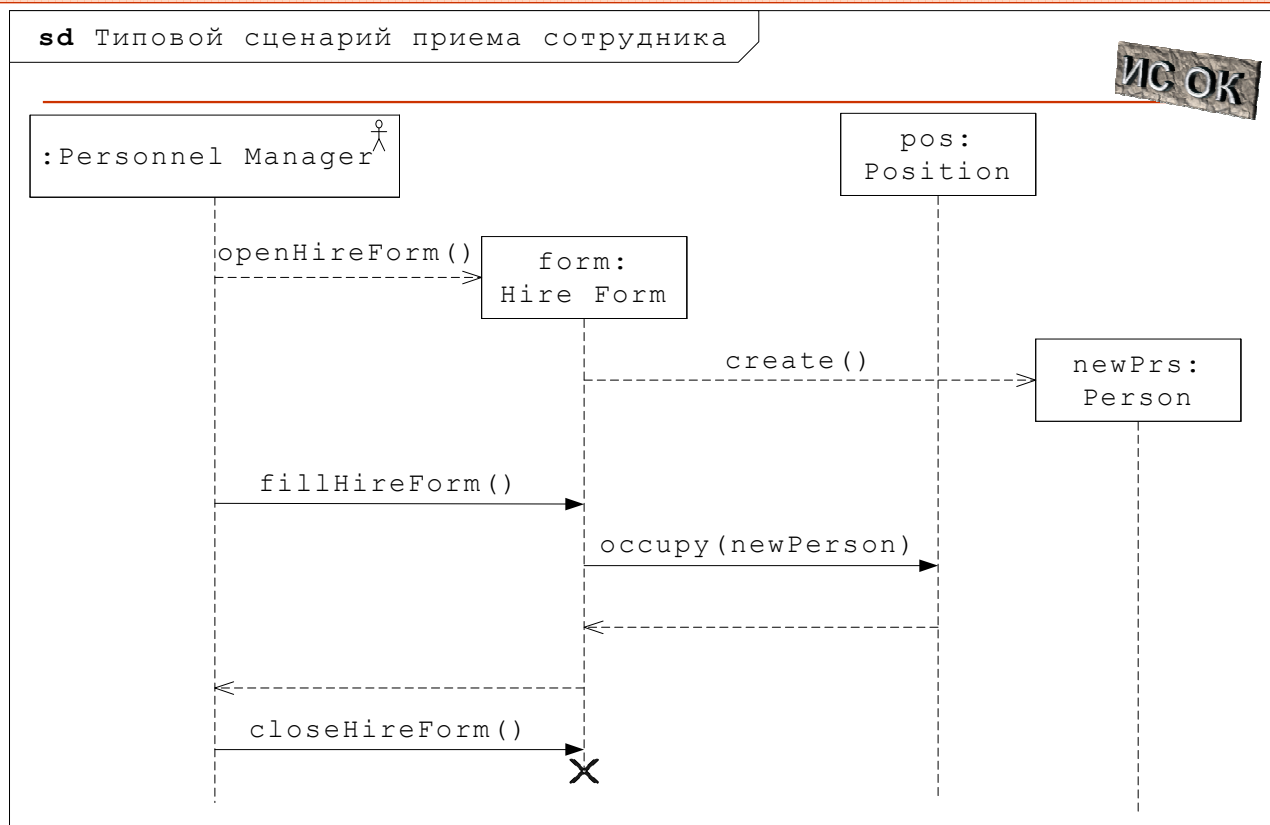 sd Типовой сценарий приема сотрудника
ИС ОК
:Personnel Manager
pos:
Position
openHireForm()
form:
Hire Form
create()
newPrs:
Person
fillHireForm()
occupy(newPerson)
closeHireForm()